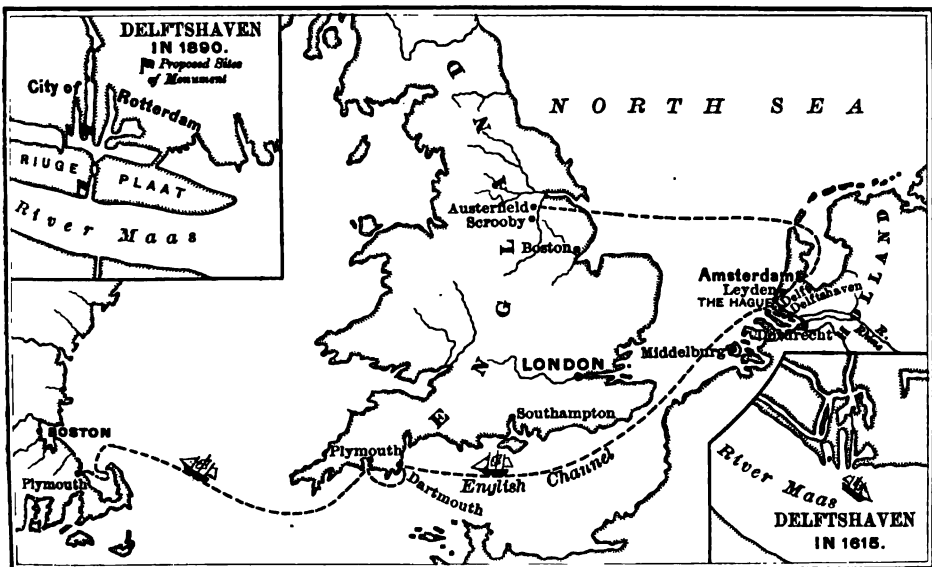 DELFTSHAVEN
IN 1890.
Proposed Sites
of Monument
City of
Rotterdam
RIUGE
PLAAT
River Maas
NORTH SEA
ENGLAND
Austerfield
Scrooby
Boston
Amsterdam
Leyden
THE HAGUE
Delft
Delftshaven
HOLLAND
R.
Middelburg
LONDON
Southampton
Plymouth
Dartmouth
English Channel
BOSTON
Plymouth
River Maas
DELFTSHAVEN
IN 1615.